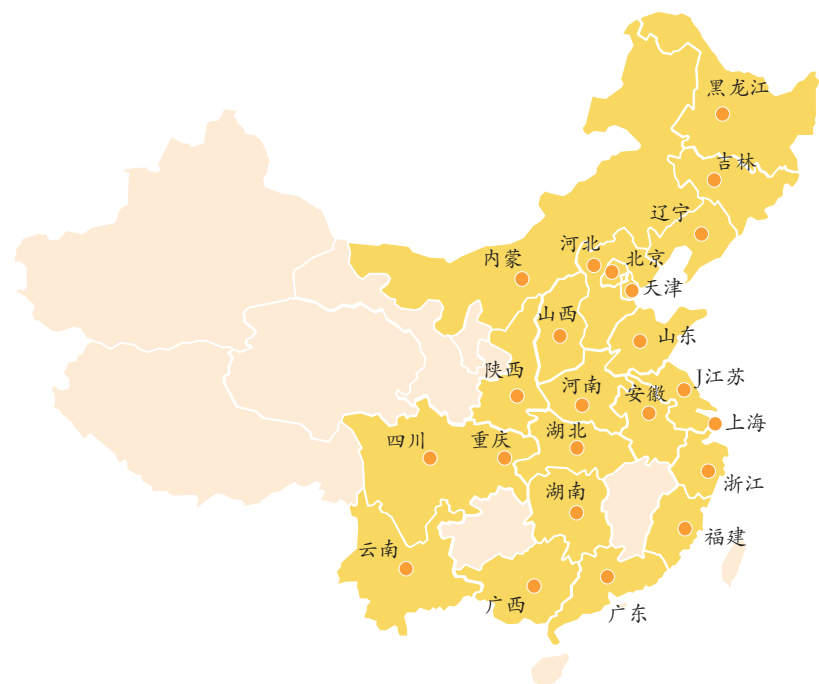 黑龙江
吉林
辽宁
河北
北京
内蒙
天津
山西
山东
陕西
河南
安徽
J江苏
上海
四川
重庆
湖北
湖南
浙江
福建
云南
广西
广东